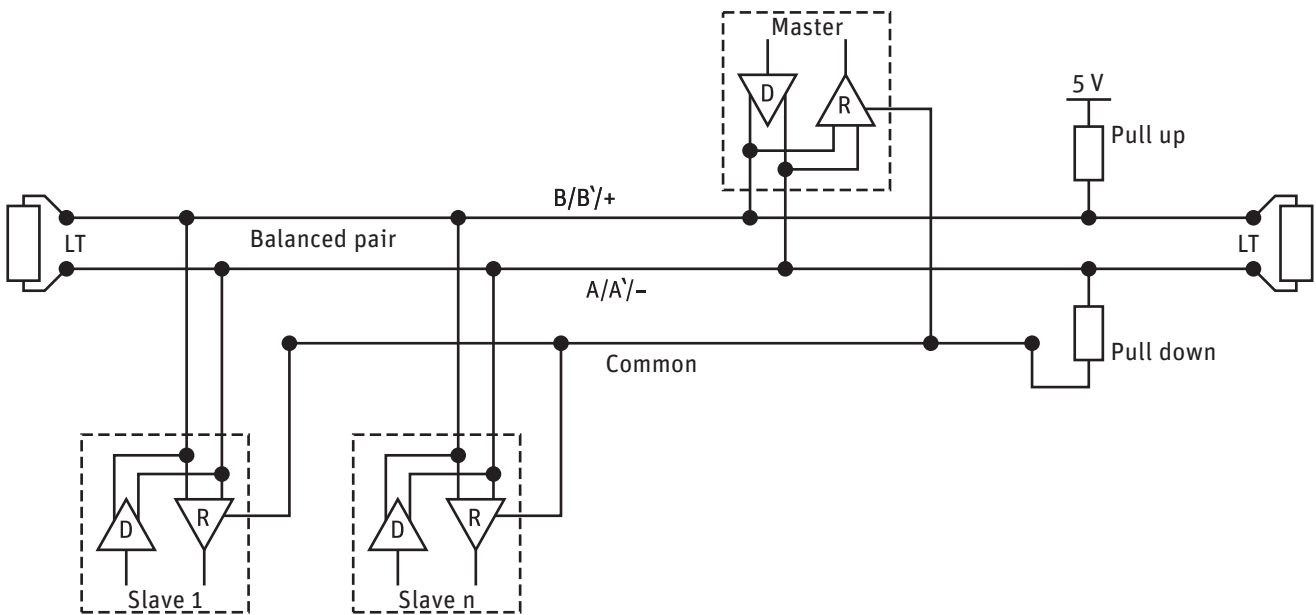 Master
D
R
5 V
Pull up
B/B`/+
LT
Balanced pair
LT
A/A`/–
Common
Pull down
D
R
D
R
Slave 1
Slave n